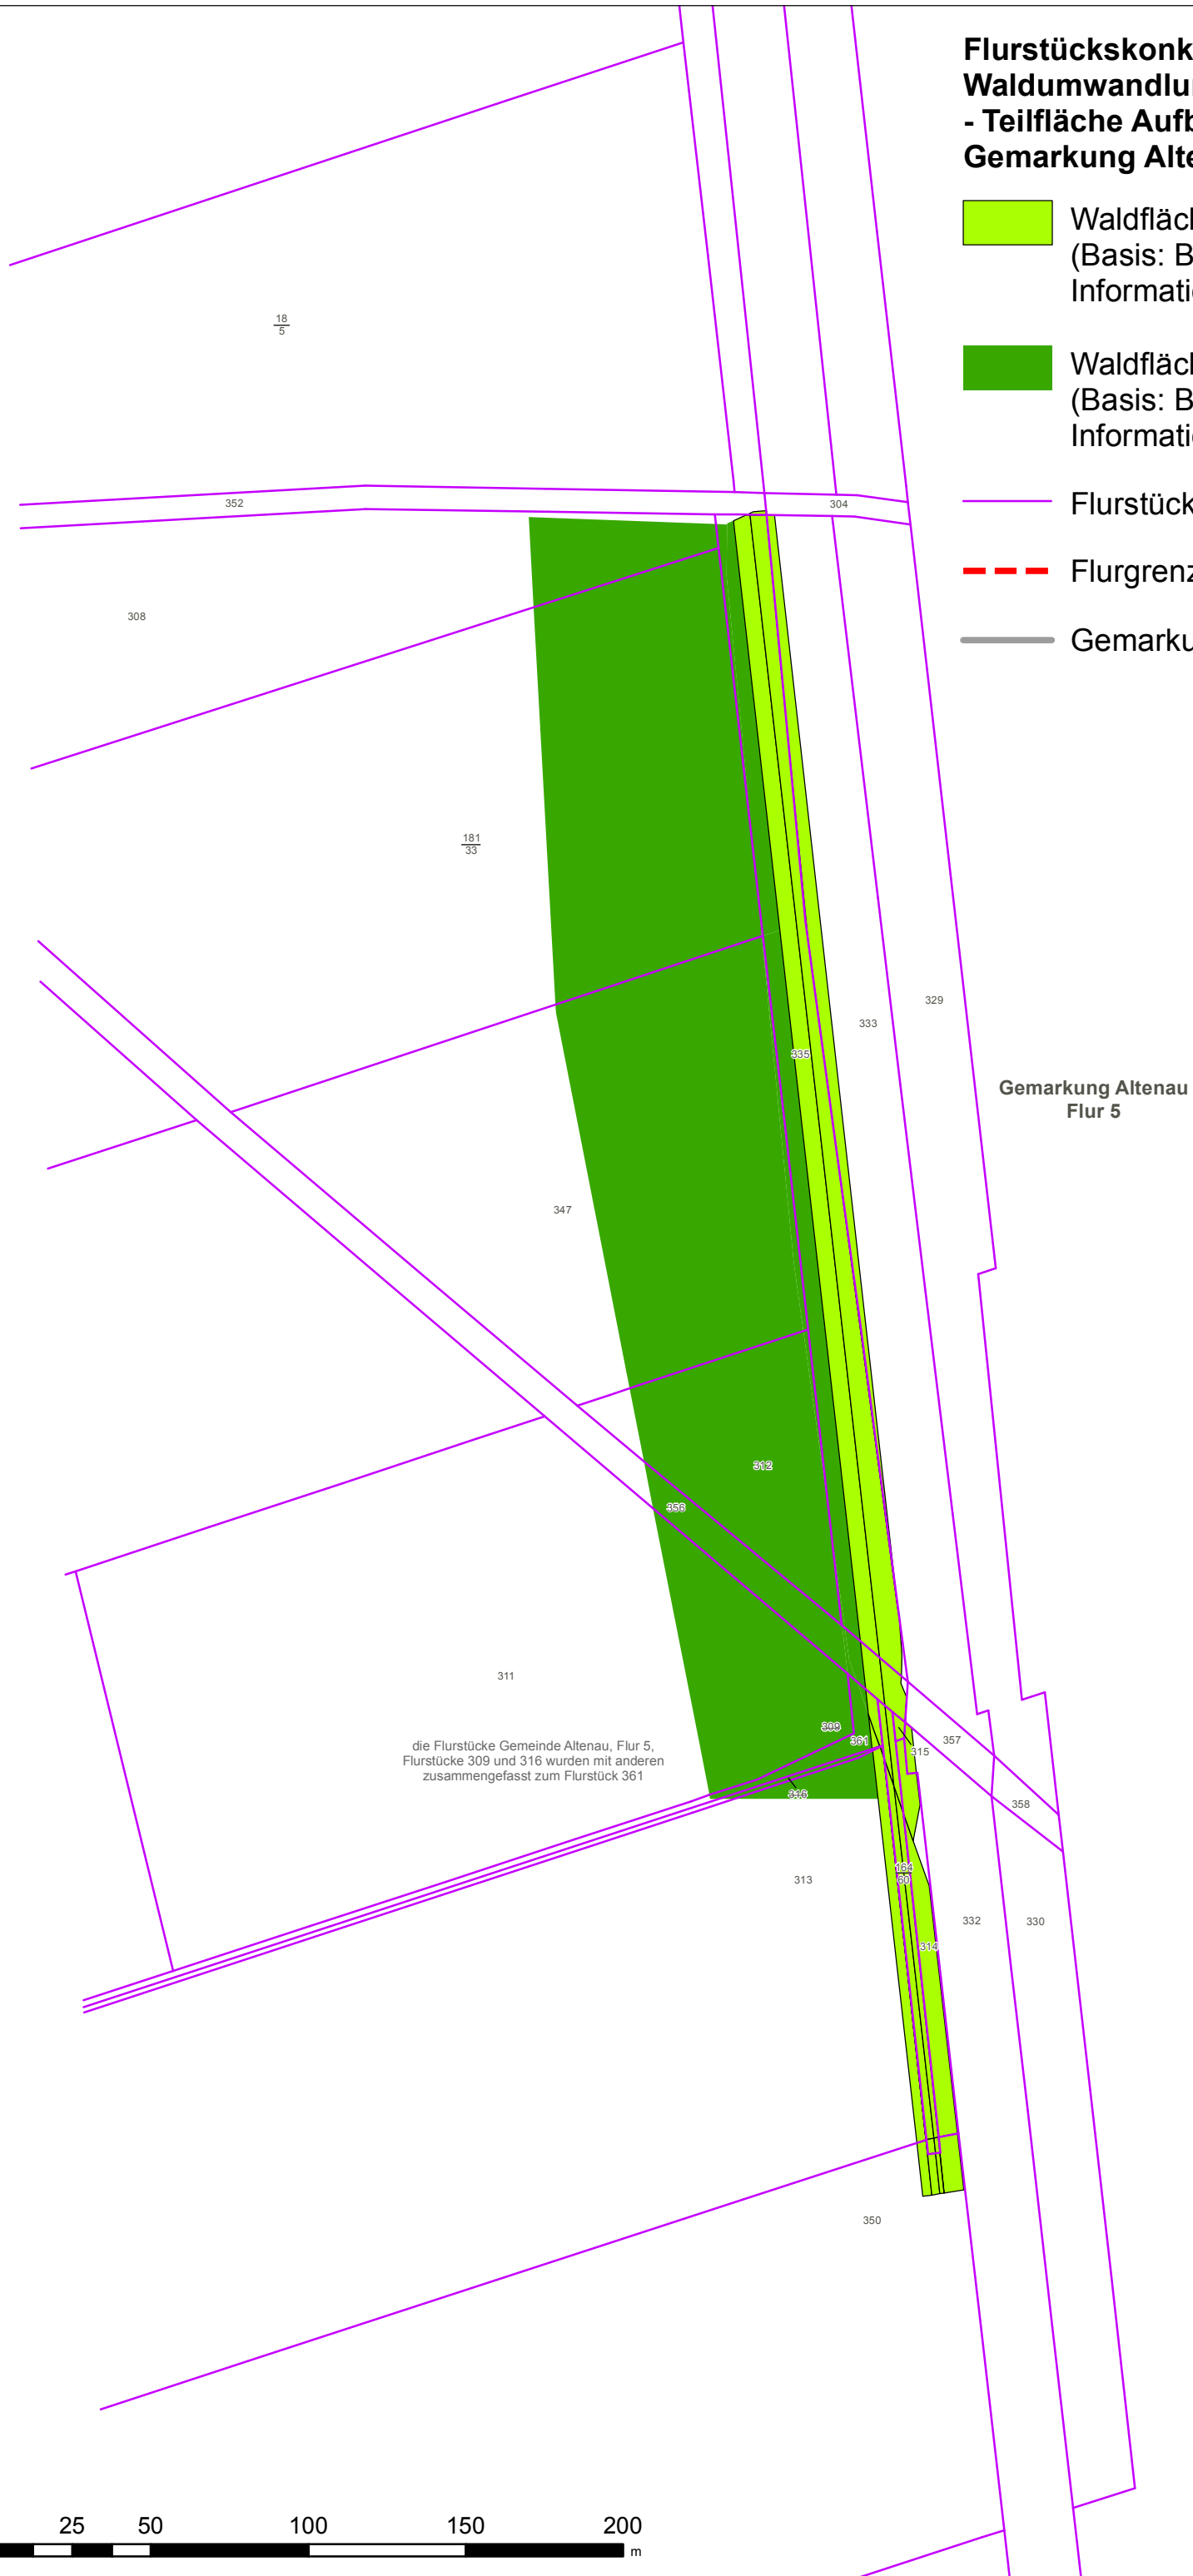 Flurstückskonk
Waldumwandlu
- Teilfläche Aufb
Gemarkung Alte
Waldfläch
(Basis: B
Informati
Waldfläch
(Basis: B
Informati
Flurstück
Flurgrenz
Gemarku
18
5
352
304
308
181
33
329
333
335
Gemarkung Altenau
Flur 5
347
312
356
311
309
361
357
315
die Flurstücke Gemeinde Altenau, Flur 5,
Flurstücke 309 und 316 wurden mit anderen
zusammengefasst zum Flurstück 361
316
358
164
60
313
332
330
314
350
25 50 100 150 200
m